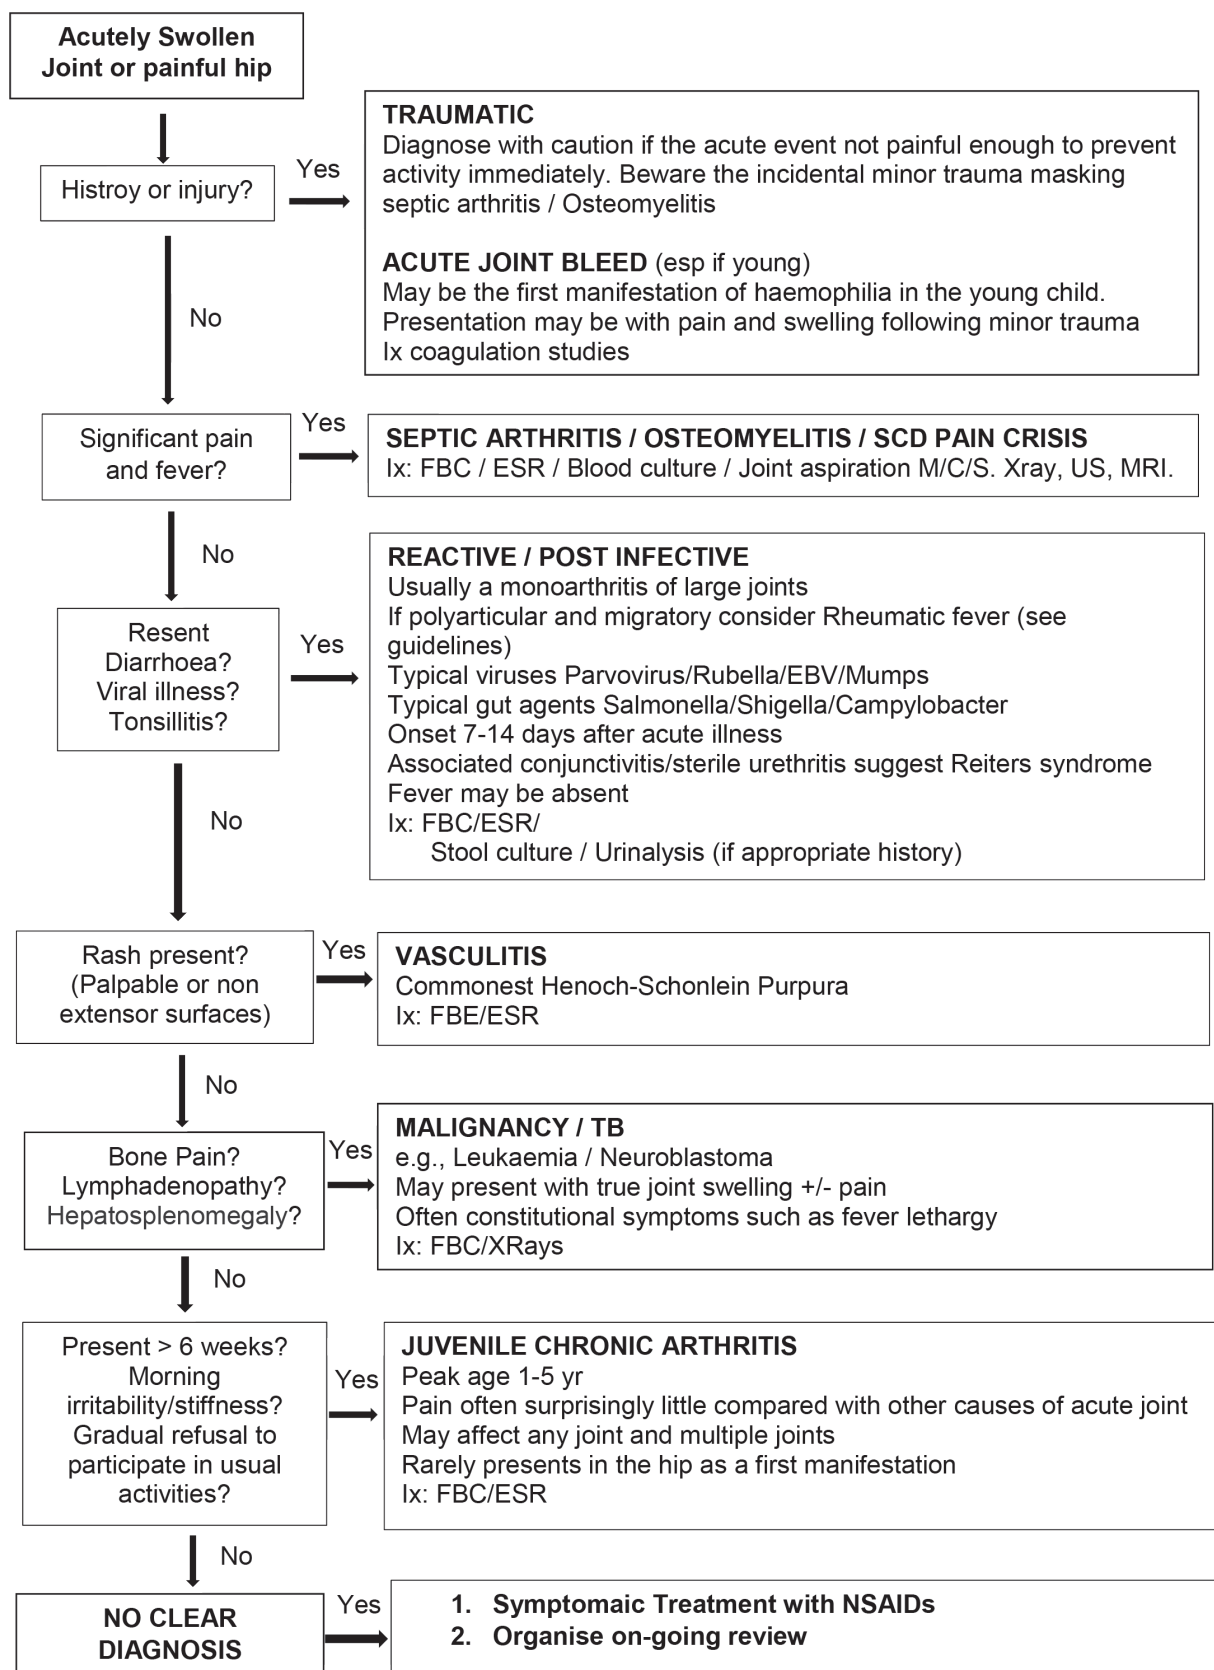 Acutely Swollen
Joint or painful hip
Histroy or injury?
Yes
TRAUMATIC
Diagnose with caution if the acute event not painful enough to prevent
activity immediately. Beware the incidental minor trauma masking
septic arthritis / Osteomyelitis
ACUTE JOINT BLEED (esp if young)
May be the first manifestation of haemophilia in the young child.
Presentation may be with pain and swelling following minor trauma
Ix coagulation studies
No
Significant pain
and fever?
Yes
SEPTIC ARTHRITIS / OSTEOMYELITIS / SCD PAIN CRISIS
Ix: FBC / ESR / Blood culture / Joint aspiration M/C/S. Xray, US, MRI.
No
Resent
Diarrhoea?
Viral illness?
Tonsillitis?
Yes
REACTIVE / POST INFECTIVE
Usually a monoarthritis of large joints
If polyarticular and migratory consider Rheumatic fever (see
guidelines)
Typical viruses Parvovirus/Rubella/EBV/Mumps
Typical gut agents Salmonella/Shigella/Campylobacter
Onset 7-14 days after acute illness
Associated conjunctivitis/sterile urethritis suggest Reiters syndrome
Fever may be absent
Ix: FBC/ESR/
Stool culture / Urinalysis (if appropriate history)
No
Rash present?
(Palpable or non
extensor surfaces)
Yes
VASCULITIS
Commonest Henoch-Schonlein Purpura
Ix: FBE/ESR
No
Bone Pain?
Lymphadenopathy?
Hepatosplenomegaly?
Yes
MALIGNANCY / TB
e.g., Leukaemia / Neuroblastoma
May present with true joint swelling +/- pain
Often constitutional symptoms such as fever lethargy
Ix: FBC/XRays
No
Present > 6 weeks?
Morning
irritability/stiffness?
Gradual refusal to
participate in usual
activities?
Yes
JUVENILE CHRONIC ARTHRITIS
Peak age 1-5 yr
Pain often surprisingly little compared with other causes of acute joint
May affect any joint and multiple joints
Rarely presents in the hip as a first manifestation
Ix: FBC/ESR
No
NO CLEAR
DIAGNOSIS
Yes
1. Symptomaic Treatment with NSAIDs
2. Organise on-going review